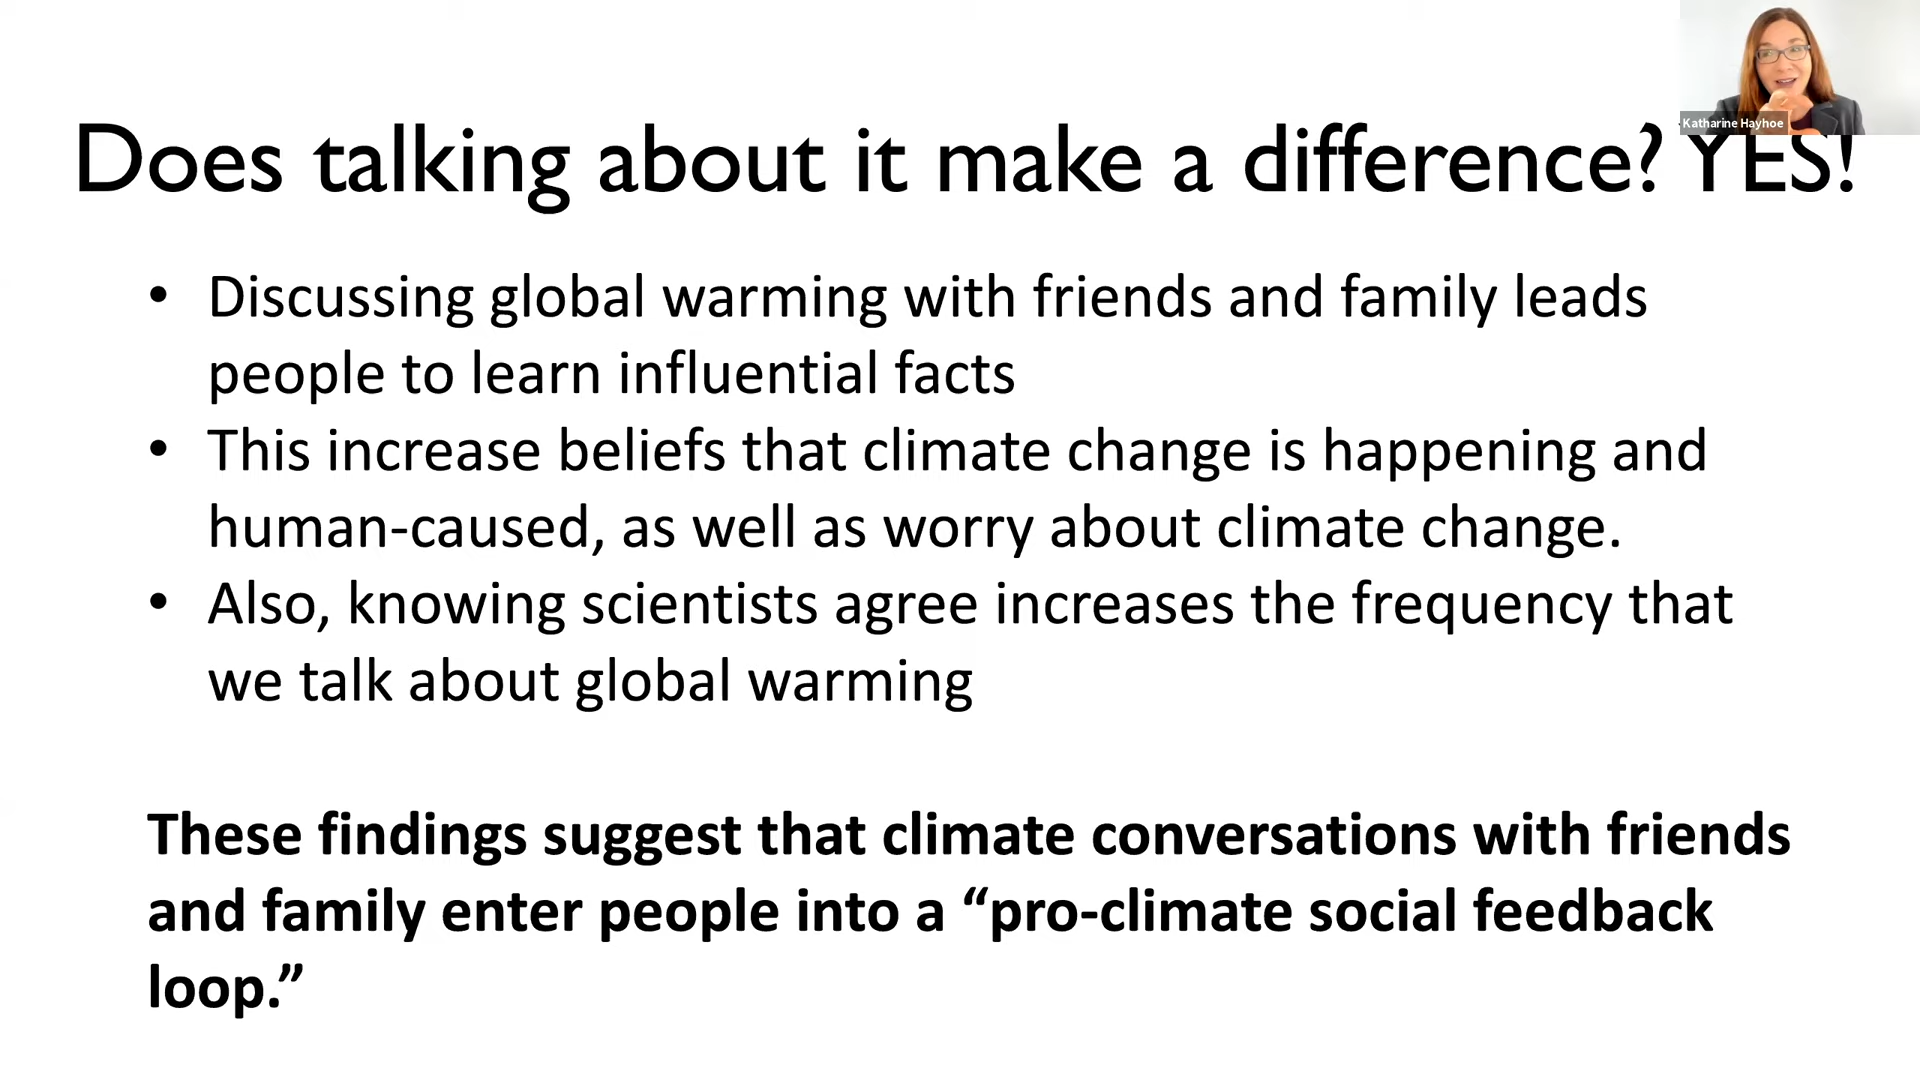 Katharine Hayhoe
Does talking about it make a difference? YES!
• Discussing global warming with friends and family leads
people to learn influential facts
• This increase beliefs that climate change is happening and
human-caused, as well as worry about climate change.
• Also, knowing scientists agree increases the frequency that
we talk about global warming
These findings suggest that climate conversations with friends
and family enter people into a “pro-climate social feedback
loop.”